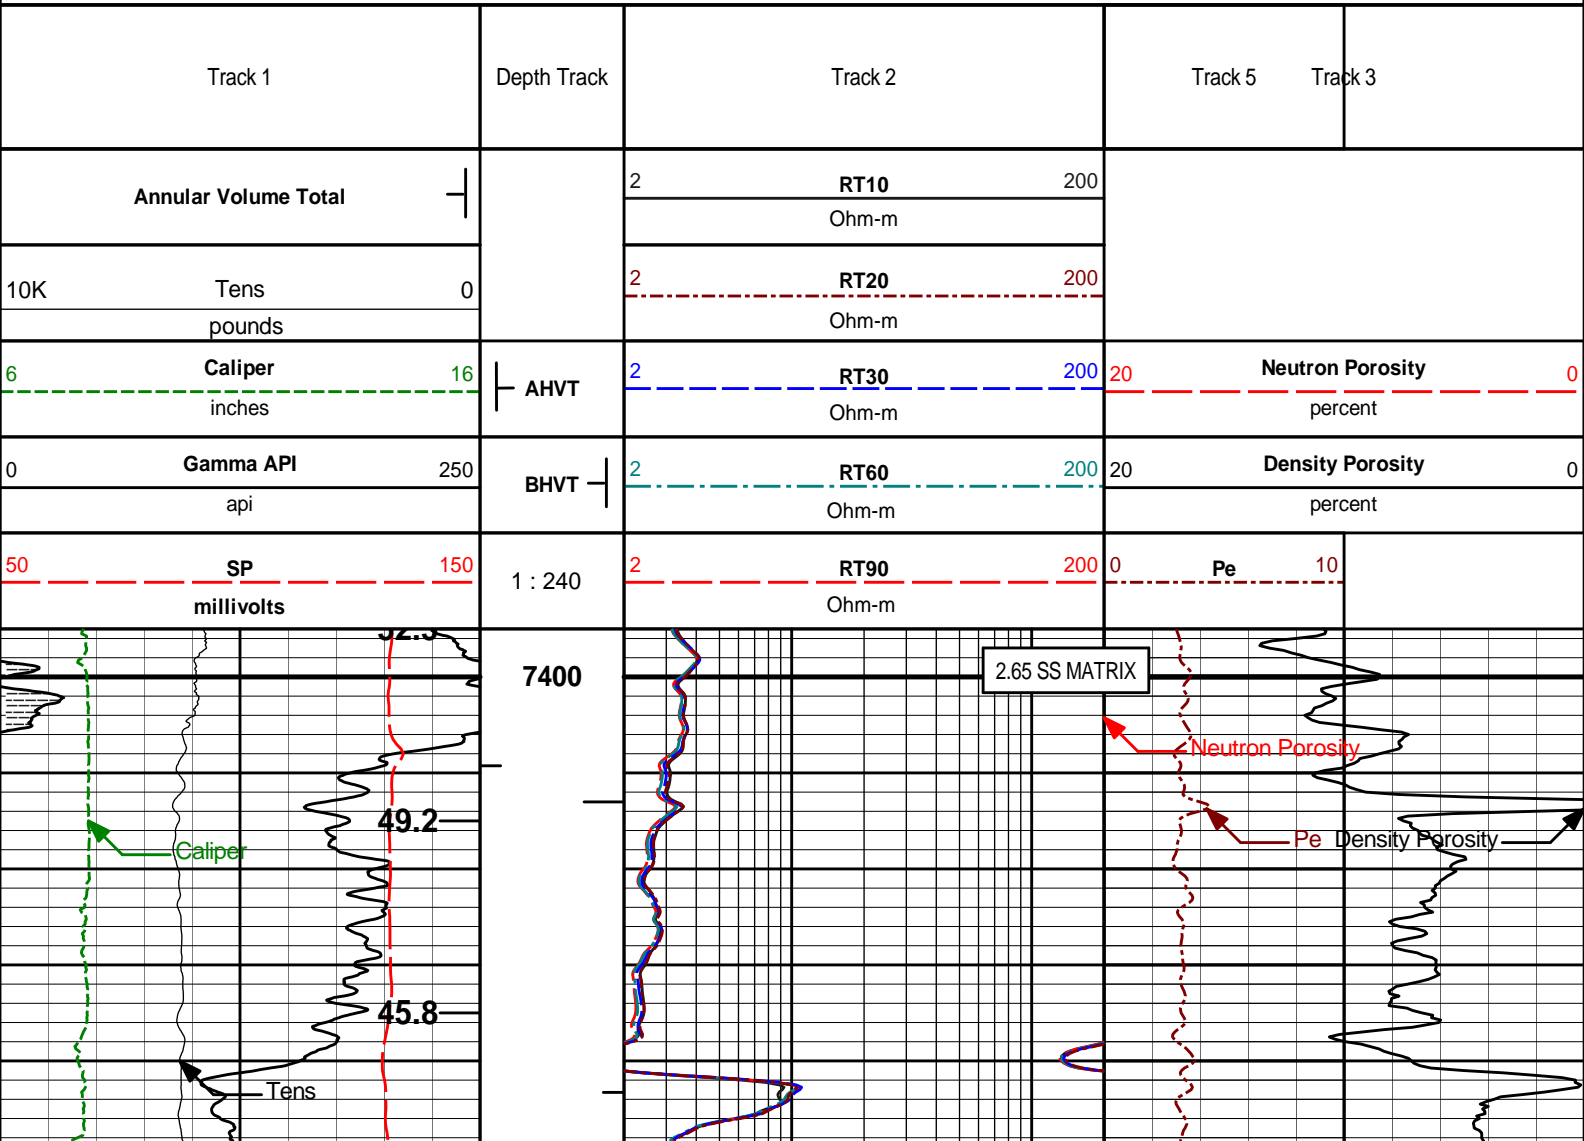 Track 1 Depth Track Track 2 Track 5 Track 3
Annular Volume Total
2 RT10 200
Ohm-m
10K Tens 0
pounds
2 RT20 200
Ohm-m
6 Caliper 16
inches
AHVT
2 RT30 200
Ohm-m
20 Neutron Porosity 0
percent
0 Gamma API 250
api
BHVT
2 RT60 200
Ohm-m
20 Density Porosity 0
percent
50 SP 150
millivolts
1 : 240
2 RT90 200
Ohm-m
0 Pe 10
52.3
7400
2.65 SS MATRIX
Neutron Porosity
49.2
Caliper
Pe Density Porosity
45.8
Tens